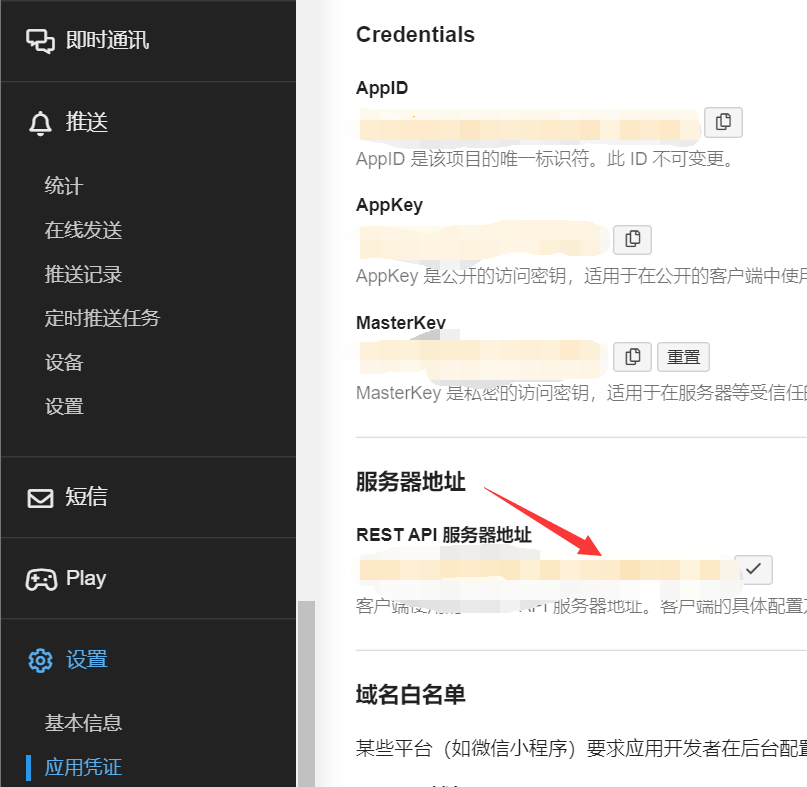 即时通讯
推送
统计
在线发送
推送记录
定时推送任务
设备
设置
短信
Play
设置
基本信息
应用凭证
Credentials
AppID
AppID 是该项目的唯一标识符。此 ID 不可变更。
AppKey
AppKey 是公开的访问密钥，适用于在公开的客户端中使用
MasterKey
重置
MasterKey 是私密的访问密钥，适用于在服务器等受信任的
服务器地址
REST API 服务器地址
客户端使用 API 服务器地址。客户端的具体配置
域名白名单
某些平台（如微信小程序）要求应用开发者在后台配置